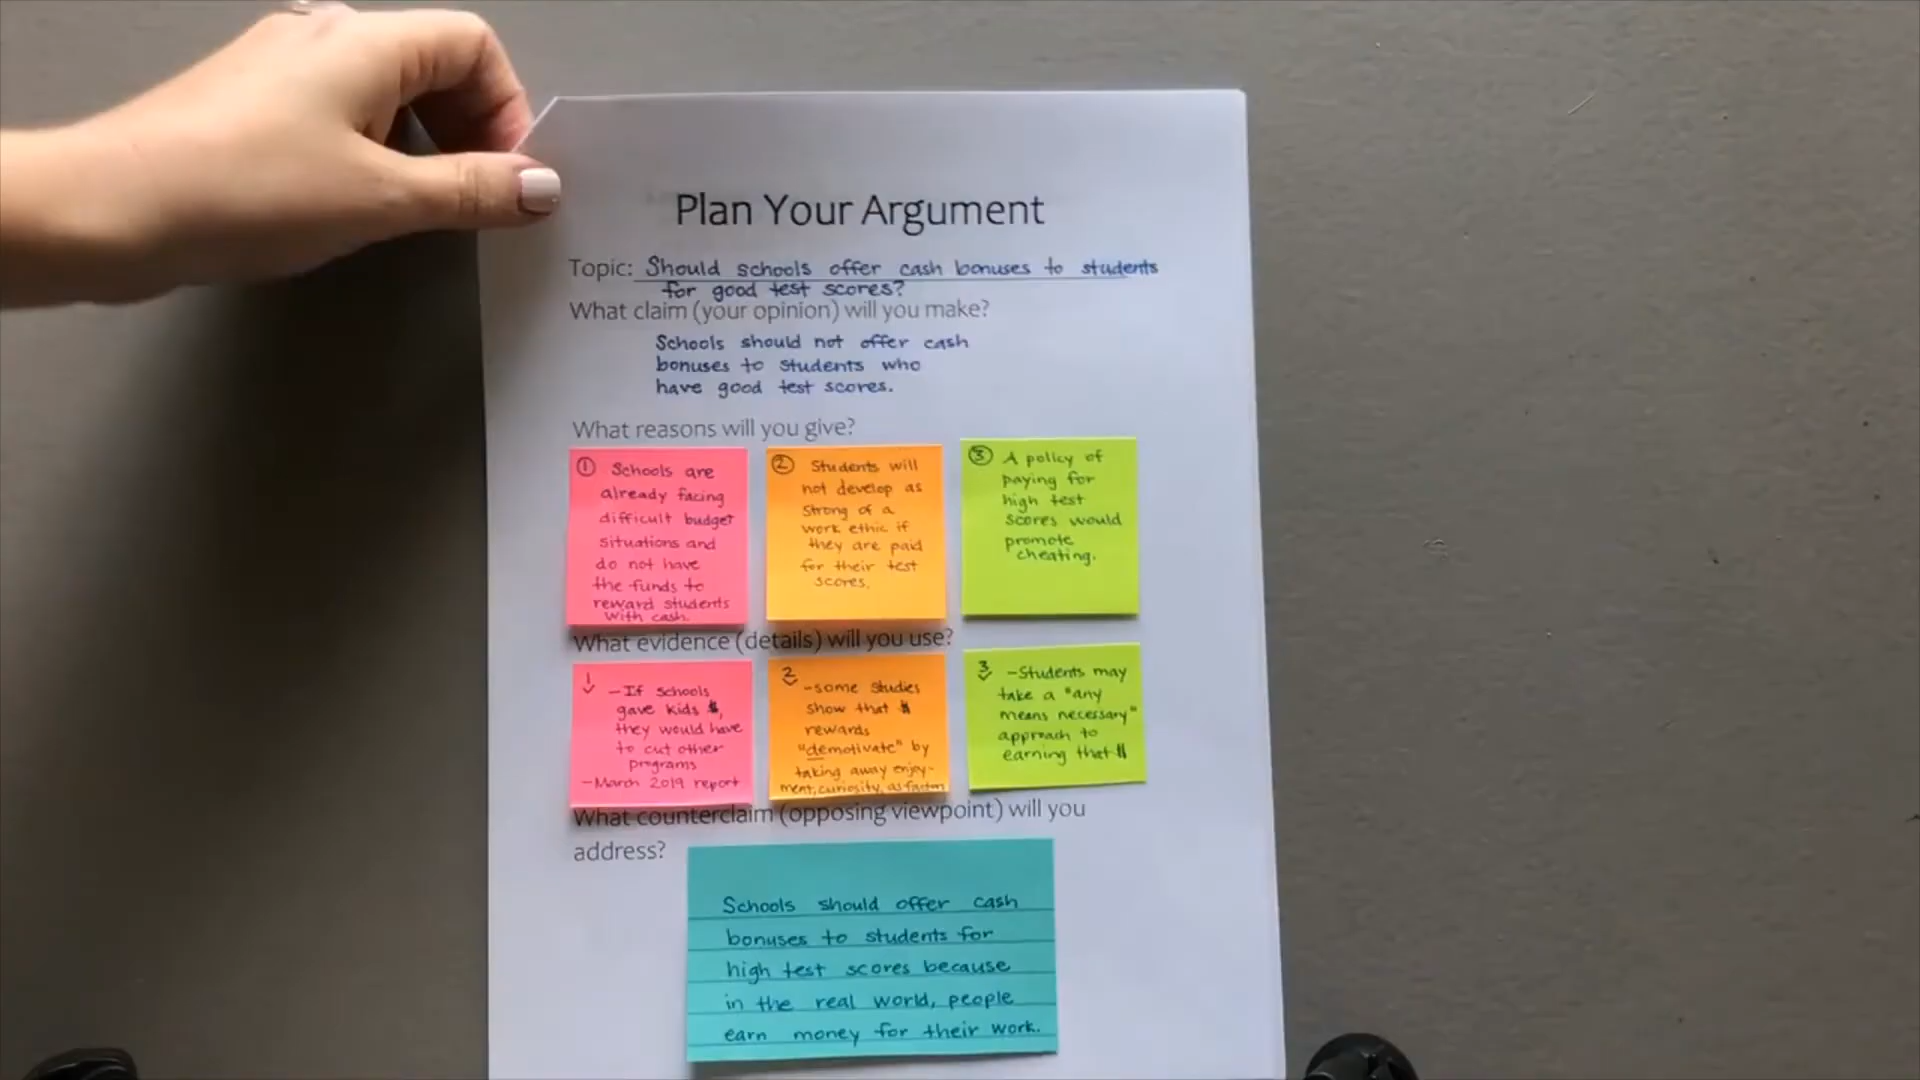 Plan Your Argument
Topic: Should schools offer cash bonuses to students
for good test scores?
What claim (your opinion) will you make?
Schools should not offer cash
bonuses to students who
have good test scores.
What reasons will you give?
① Schools are
already facing
difficult budget
situations and
do not have
the funds to
reward students
with cash.
② Students will
not develop as
strong of a
work ethic if
they are paid
for their test
scores.
③ A policy of
paying for
high test
scores would
promote
cheating.
What evidence (details) will you use?
1
-If schools
gave kids $,
they would have
to cut other
programs
-March 2019 report
2
-some studies
show that $
rewards
"demotivate" by
taking away enjoy-
ment, curiosity, as factors
3 -Students may
take a "any
means necessary"
approach to
earning that $
What counterclaim (opposing viewpoint) will you
address?
Schools should offer cash
bonuses to students for
high test scores because
in the real world, people
earn money for their work.